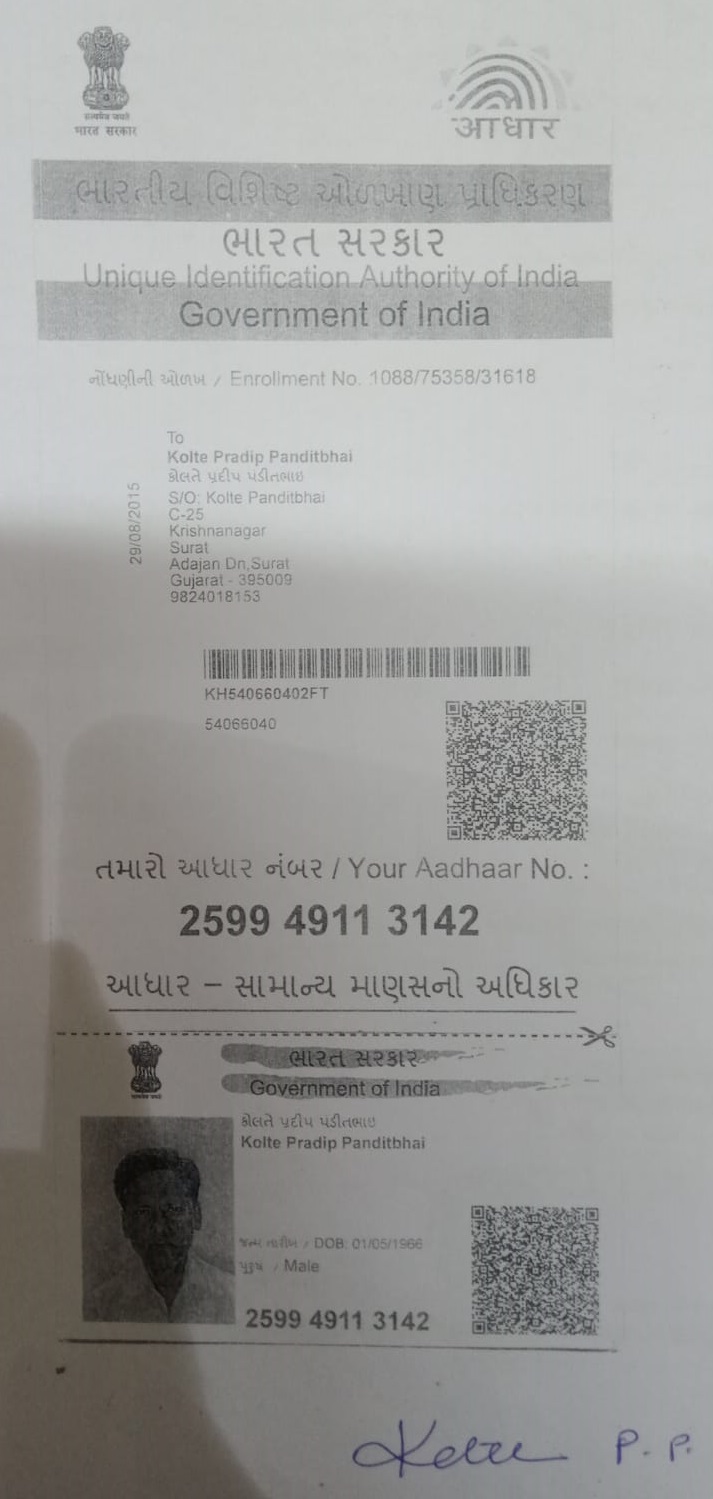 सत्यमेव जयते
भारत सरकार
आधार
ભારતીય વિશિષ્ટ ઓળખાણ પ્રાધિકરણ
ભારત સરકાર
Unique Identification Authority of India
Government of India
નોંધણીની ઓળખ / Enrollment No. 1088/75358/31618
To
Kolte Pradip Panditbhai
કોલતે પ્રદીપ પંડીતભાઇ
S/O: Kolte Panditbhai
C-25
Krishnanagar
Surat
Adajan Dn,Surat
Gujarat - 395009
9824018153
29/08/2015
KH540660402FT
54066040
તમારો આધાર નંબર / Your Aadhaar No. :
2599 4911 3142
આધાર – સામાન્ય માણસનો અધિકાર
ભારત સરકાર
Government of India
કોલતે પ્રદીપ પંડીતભાઇ
Kolte Pradip Panditbhai
જન્મ તારીખ / DOB: 01/05/1966
પુરુષ / Male
2599 4911 3142
Kolte P. P.